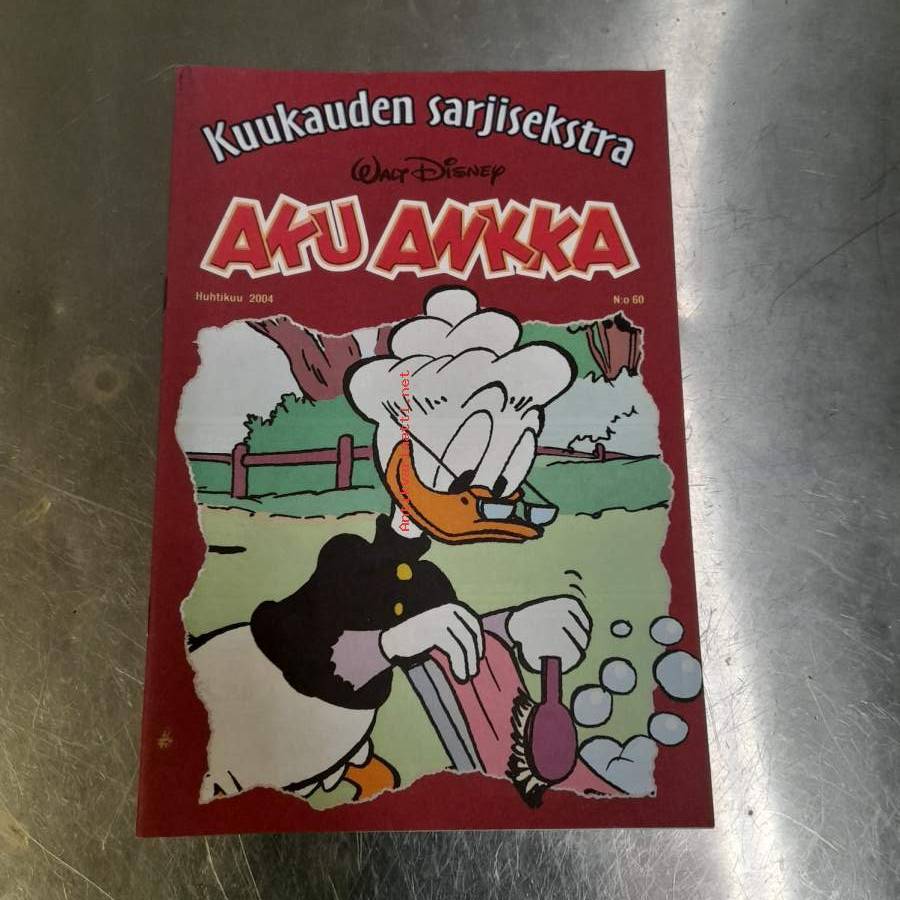 Kuukauden sarjisekstra
Walt Disney
AKU ANKKA
Huhtikuu 2004 N:o 60